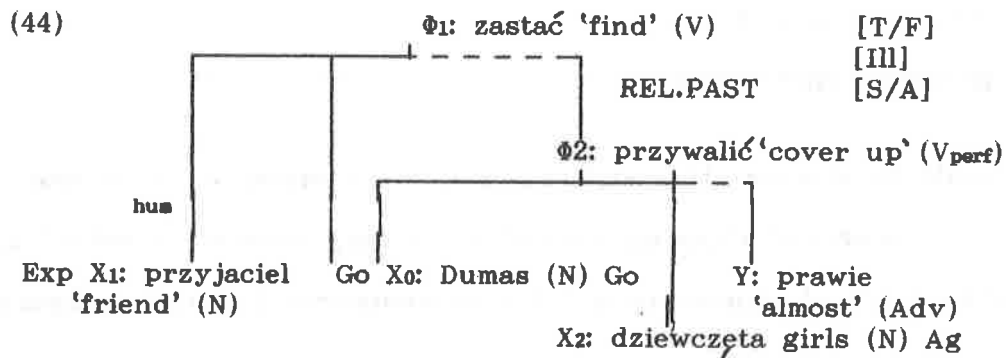 (44) Φ1: zastać ‘find’ (V) [T/F]
[Ill]
REL.PAST [S/A]
Φ2: przywalić ‘cover up’ (Vperf)
hum
Exp X1: przyjaciel Go X0: Dumas (N) Go Y: prawie
‘friend’ (N) ‘almost’ (Adv)
X2: dziewczęta girls (N) Ag